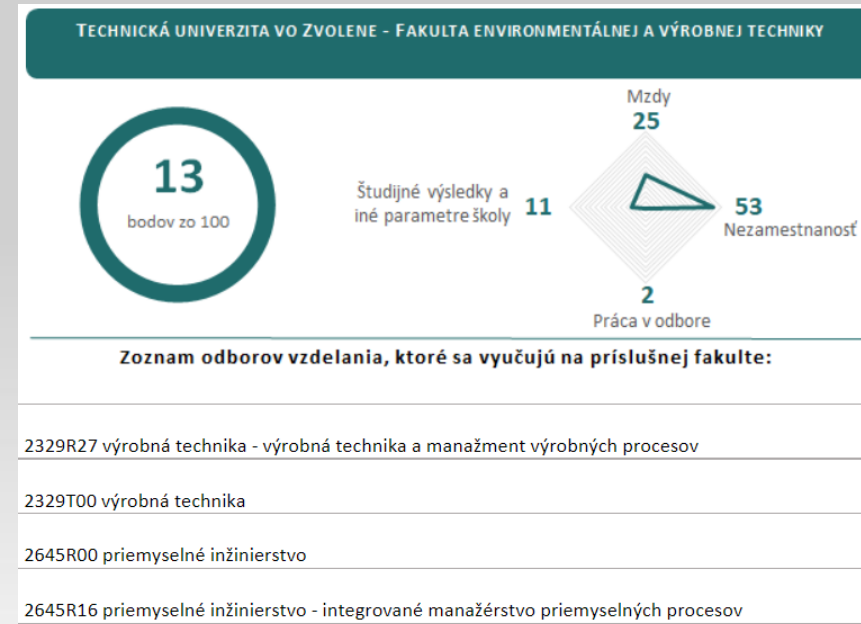 TECHNICKÁ UNIVERZITA VO ZVOLENE - FAKULTA ENVIRONMENTÁLNEJ A VÝROBNEJ TECHNIKY
13
bodov zo 100
Mzdy
25
Študijné výsledky a
iné parametre školy
11
53
Nezamestnanosť
2
Práca v odbore
Zoznam odborov vzdelania, ktoré sa vyučujú na príslušnej fakulte:
2329R27 výrobná technika - výrobná technika a manažment výrobných procesov
2329T00 výrobná technika
2645R00 priemyselné inžinierstvo
2645R16 priemyselné inžinierstvo - integrované manažérstvo priemyselných procesov